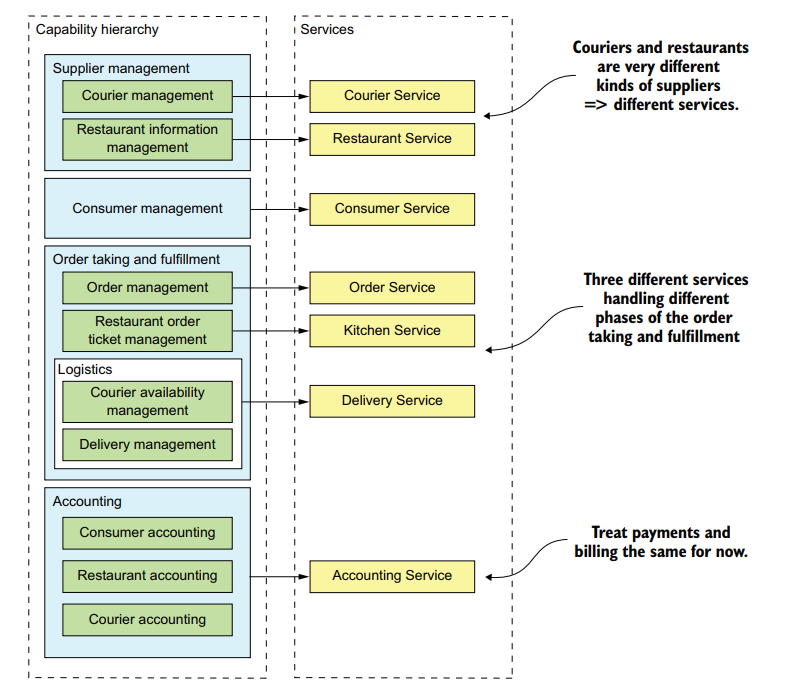 Capability hierarchy
Services
Supplier management
Courier management
Courier Service
Restaurant information
management
Restaurant Service
Couriers and restaurants
are very different
kinds of suppliers
=> different services.
Consumer management
Consumer Service
Order taking and fulfillment
Order management
Order Service
Restaurant order
ticket management
Kitchen Service
Three different services
handling different
phases of the order
taking and fulfillment
Logistics
Courier availability
management
Delivery management
Delivery Service
Accounting
Consumer accounting
Restaurant accounting
Courier accounting
Accounting Service
Treat payments and
billing the same for now.